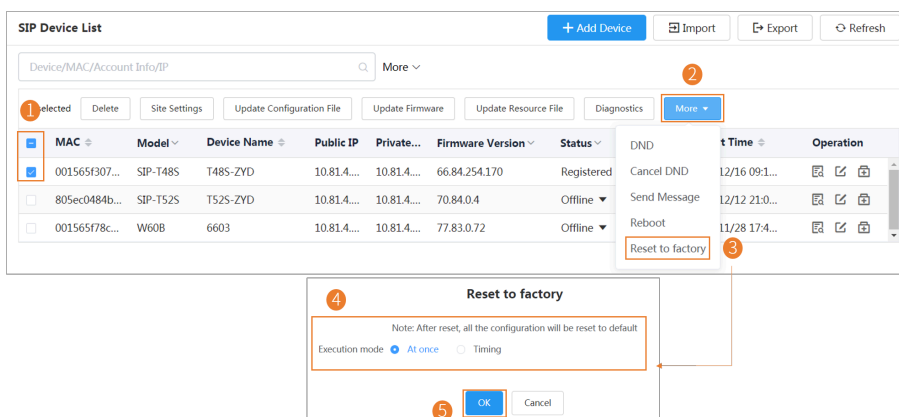 SIP Device List
+ Add Device
Import
Export
Refresh
Device/MAC/Account Info/IP
More
2
1
elected
Delete
Site Settings
Update Configuration File
Update Firmware
Update Resource File
Diagnostics
More
MAC Model Device Name Public IP Private... Firmware Version Status t Time Operation
001565f307... SIP-T48S T48S-ZYD 10.81.4.... 10.81.4.... 66.84.254.170 Registered 12/16 09:1...
805ec0484b... SIP-T52S T52S-ZYD 10.81.4.... 10.81.4.... 70.84.0.4 Offline 12/12 21:0...
001565f78c... W60B 6603 10.81.4.... 10.81.4.... 77.83.0.72 Offline 11/28 17:4...
DND
Cancel DND
Send Message
Reboot
Reset to factory
3
4
Reset to factory
Note: After reset, all the configuration will be reset to default
Execution mode At once Timing
5
OK
Cancel